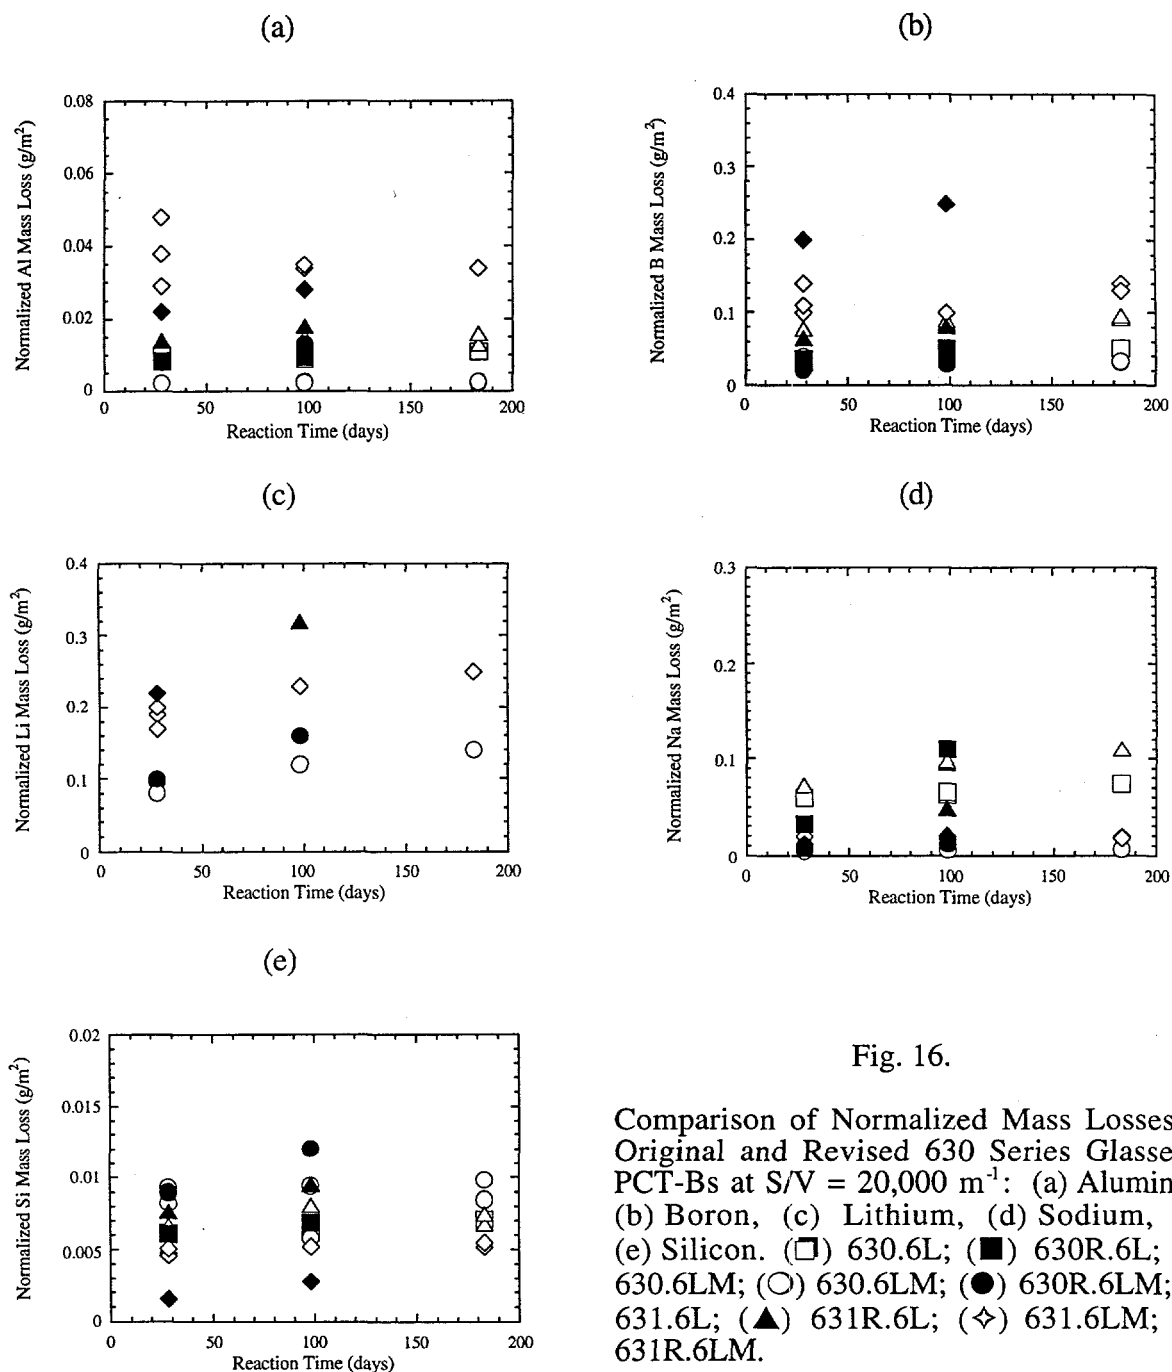 (a)
Normalized Al Mass Loss (g/m²)
0.08
0.06
0.04
0.02
0
0 50 100 150 200
Reaction Time (days)
(b)
Normalized B Mass Loss (g/m²)
0.4
0.3
0.2
0.1
0
0 50 100 150 200
Reaction Time (days)
(c)
Normalized Li Mass Loss (g/m²)
0.4
0.3
0.2
0.1
0
0 50 100 150 200
Reaction Time (days)
(d)
Normalized Na Mass Loss (g/m²)
0.3
0.2
0.1
0
0 50 100 150 200
Reaction Time (days)
(e)
Normalized Si Mass Loss (g/m²)
0.02
0.015
0.01
0.005
0
0 50 100 150 200
Reaction Time (days)
Fig. 16.
Comparison of Normalized Mass Losses
Original and Revised 630 Series Glasse
PCT-Bs at S/V = 20,000 m⁻¹: (a) Alumin
(b) Boron, (c) Lithium, (d) Sodium,
(e) Silicon. (□) 630.6L; (■) 630R.6L;
630.6LM; (○) 630.6LM; (●) 630R.6LM;
631.6L; (▲) 631R.6L; (◇) 631.6LM;
631R.6LM.